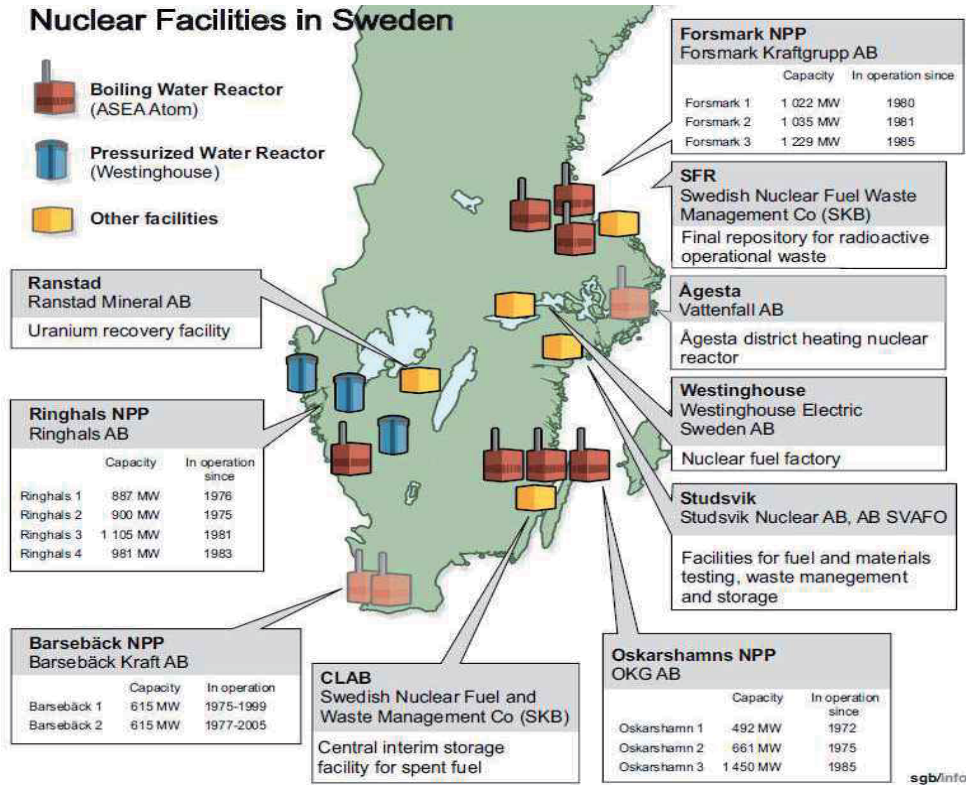 Nuclear Facilities in Sweden
Boiling Water Reactor
(ASEA Atom)
Pressurized Water Reactor
(Westinghouse)
Other facilities
Forsmark NPP
Forsmark Kraftgrupp AB
Capacity In operation since
Forsmark 1 1 022 MW 1980
Forsmark 2 1 035 MW 1981
Forsmark 3 1 229 MW 1985
SFR
Swedish Nuclear Fuel Waste
Management Co (SKB)
Final repository for radioactive
operational waste
Ågesta
Vattenfall AB
Ågesta district heating nuclear
reactor
Westinghouse
Westinghouse Electric
Sweden AB
Nuclear fuel factory
Studsvik
Studsvik Nuclear AB, AB SVAFO
Facilities for fuel and materials
testing, waste manegement
and storage
Ranstad
Ranstad Mineral AB
Uranium recovery facility
Ringhals NPP
Ringhals AB
Capacity In operation
since
Ringhals 1 887 MW 1976
Ringhals 2 900 MW 1975
Ringhals 3 1 105 MW 1981
Ringhals 4 981 MW 1983
Barsebäck NPP
Barsebäck Kraft AB
Capacity In operation
Barsebäck 1 615 MW 1975-1999
Barsebäck 2 615 MW 1977-2005
CLAB
Swedish Nuclear Fuel and
Waste Management Co (SKB)
Central interim storage
facility for spent fuel
Oskarshamns NPP
OKG AB
Capacity In operation
since
Oskarshamn 1 492 MW 1972
Oskarshamn 2 661 MW 1975
Oskarshamn 3 1 450 MW 1985
sgb/info